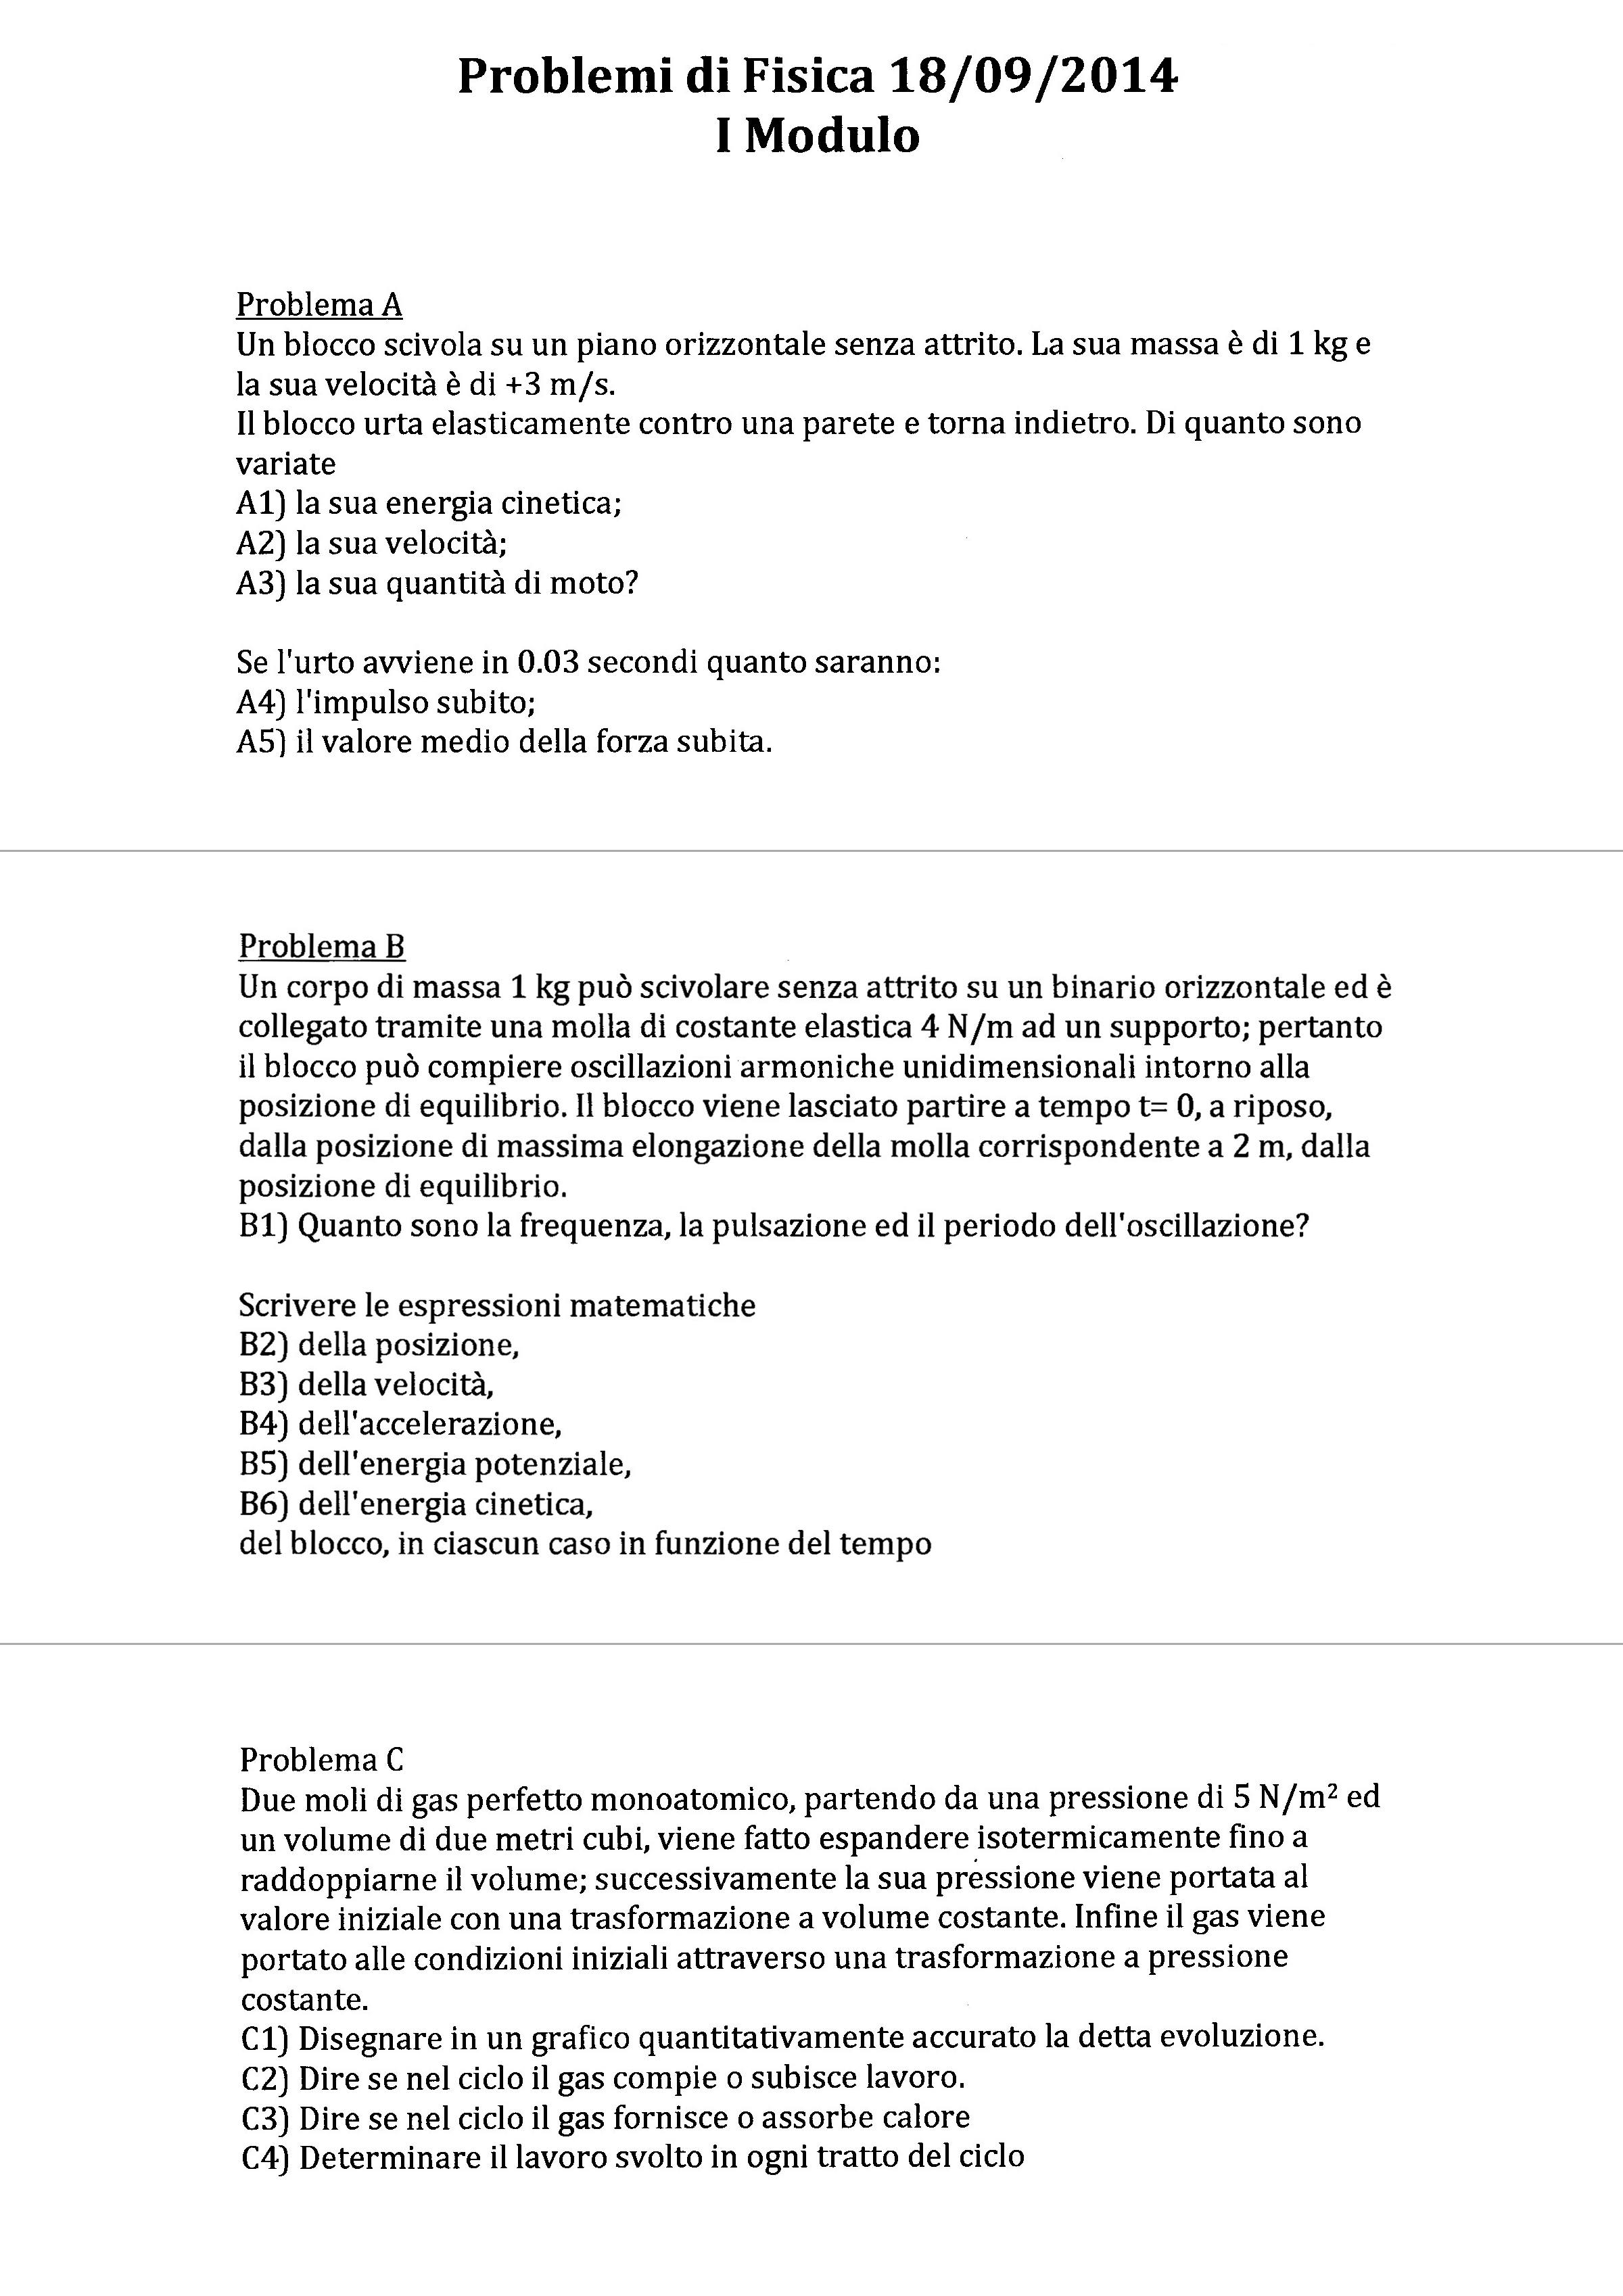 Problemi di Fisica 18/09/2014
I Modulo
Problema A
Un blocco scivola su un piano orizzontale senza attrito. La sua massa è di 1 kg e
la sua velocità è di +3 m/s.
Il blocco urta elasticamente contro una parete e torna indietro. Di quanto sono
variate
A1) la sua energia cinetica;
A2) la sua velocità;
A3) la sua quantità di moto?
Se l'urto avviene in 0.03 secondi quanto saranno:
A4) l'impulso subito;
A5) il valore medio della forza subita.
Problema B
Un corpo di massa 1 kg può scivolare senza attrito su un binario orizzontale ed è
collegato tramite una molla di costante elastica 4 N/m ad un supporto; pertanto
il blocco può compiere oscillazioni armoniche unidimensionali intorno alla
posizione di equilibrio. Il blocco viene lasciato partire a tempo t= 0, a riposo,
dalla posizione di massima elongazione della molla corrispondente a 2 m, dalla
posizione di equilibrio.
B1) Quanto sono la frequenza, la pulsazione ed il periodo dell'oscillazione?
Scrivere le espressioni matematiche
B2) della posizione,
B3) della velocità,
B4) dell'accelerazione,
B5) dell'energia potenziale,
B6) dell'energia cinetica,
del blocco, in ciascun caso in funzione del tempo
Problema C
Due moli di gas perfetto monoatomico, partendo da una pressione di 5 N/m² ed
un volume di due metri cubi, viene fatto espandere isotermicamente fino a
raddoppiarne il volume; successivamente la sua pressione viene portata al
valore iniziale con una trasformazione a volume costante. Infine il gas viene
portato alle condizioni iniziali attraverso una trasformazione a pressione
costante.
C1) Disegnare in un grafico quantitativamente accurato la detta evoluzione.
C2) Dire se nel ciclo il gas compie o subisce lavoro.
C3) Dire se nel ciclo il gas fornisce o assorbe calore
C4) Determinare il lavoro svolto in ogni tratto del ciclo